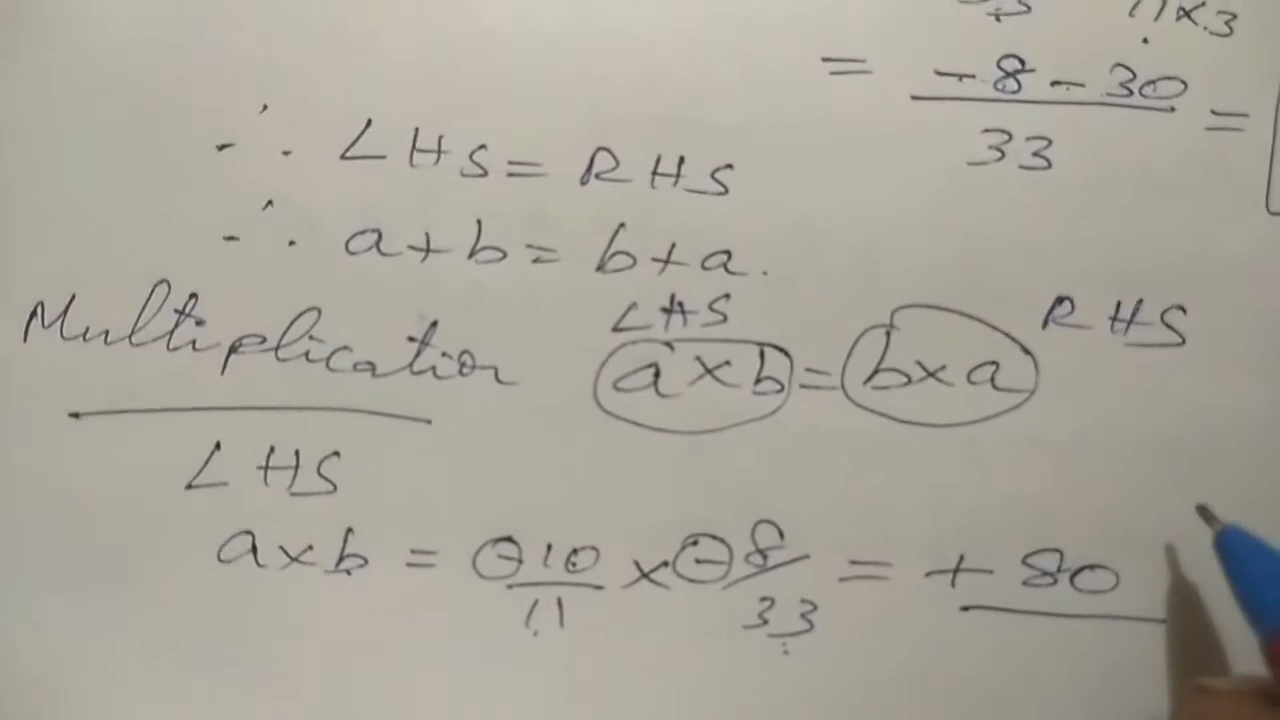 11×3
= -8-30/33 =
∴ LHS = RHS
∴ a+b = b+a.
Multiplication LHS a×b = b×a RHS
LHS
a×b = -10/11 × -8/33 = +80